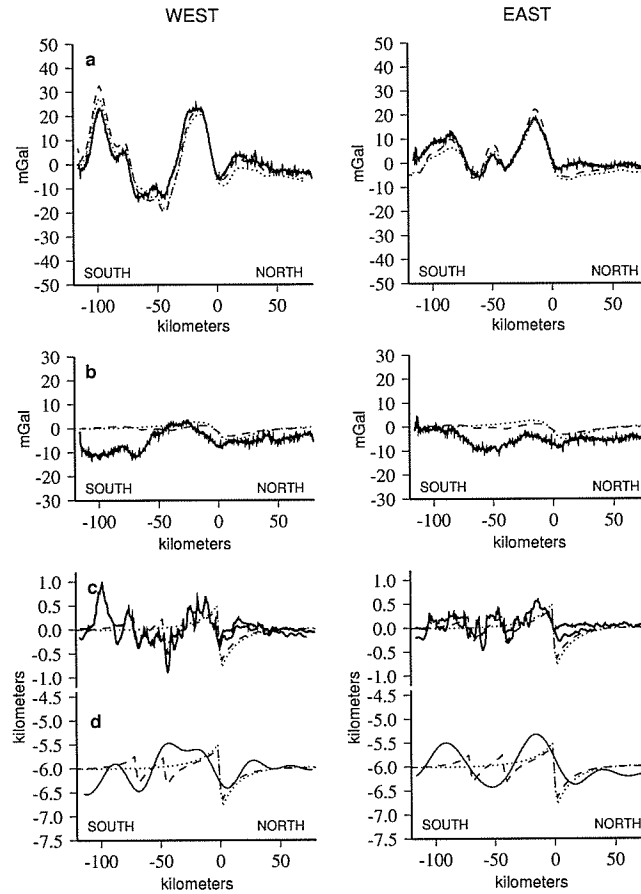 WEST
EAST
a
50
40
30
20
10
0
-10
-20
-30
-40
-50
mGal
SOUTH
NORTH
-100 -50 0 50
kilometers
50
40
30
20
10
0
-10
-20
-30
-40
-50
mGal
SOUTH
NORTH
-100 -50 0 50
kilometers
b
30
20
10
0
-10
-20
-30
mGal
SOUTH
NORTH
-100 -50 0 50
kilometers
30
20
10
0
-10
-20
-30
mGal
SOUTH
NORTH
-100 -50 0 50
kilometers
c
1.0
0.5
0.0
-0.5
-1.0
d
-4.5
-5.0
-5.5
-6.0
-6.5
-7.0
-7.5
kilometers
SOUTH
NORTH
-100 -50 0 50
kilometers
1.0
0.5
0.0
-0.5
-1.0
-4.5
-5.0
-5.5
-6.0
-6.5
-7.0
-7.5
kilometers
SOUTH
NORTH
-100 -50 0 50
kilometers